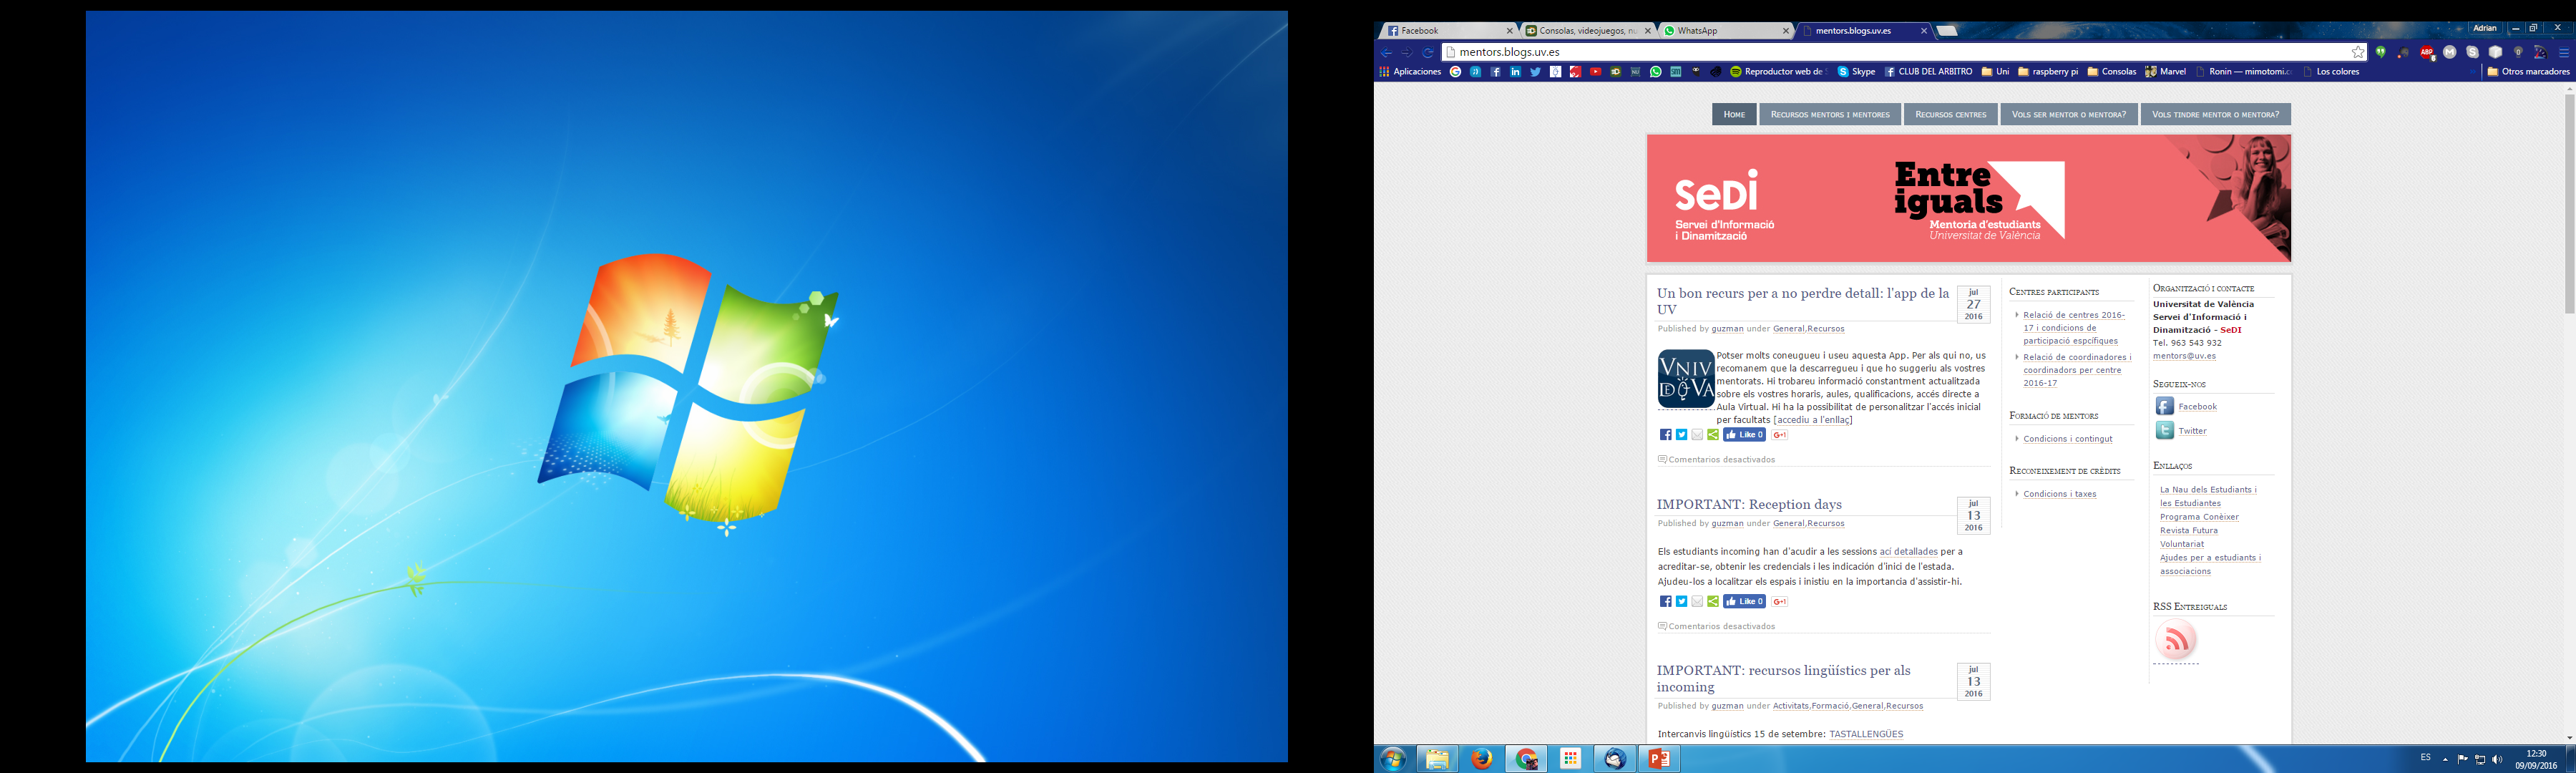 Facebook
Consolas, videojuegos, nu
WhatsApp
mentors.blogs.uv.es
Adrian
mentors.blogs.uv.es
Aplicaciones
Reproductor web de
Skype
CLUB DEL ARBITRO
Uni
raspberry pi
Consolas
Marvel
Ronin — mimotomi.c
Los colores
Otros marcadores
Home
Recursos mentors i mentores
Recursos centres
Vols ser mentor o mentora?
Vols tindre mentor o mentora?
SeDI
Servei d'Informació
i Dinamització
Entre
iguals
Mentoria d'estudiants
Universitat de València
Un bon recurs per a no perdre detall: l'app de la
UV
jul
27
2016
Published by guzman under General,Recursos
VNIV
Potser molts coneugueu i useu aquesta App. Per als qui no, us
recomanem que la descarregueu i que ho suggeriu als vostres
mentorats. Hi trobareu informació constantment actualitzada
sobre els vostres horaris, aules, qualificacions, accés directe a
Aula Virtual. Hi ha la possibilitat de personalitzar l'accés inicial
per facultats [accediu a l'enllaç]
Like 0
G+1
Comentarios desactivados
IMPORTANT: Reception days
jul
13
2016
Published by guzman under General,Recursos
Els estudiants incoming han d'acudir a les sessions ací detallades per a
acreditar-se, obtenir les credencials i les indicación d'inici de l'estada.
Ajudeu-los a localitzar els espais i inistiu en la importancia d'assistir-hi.
Like 0
G+1
Comentarios desactivados
IMPORTANT: recursos lingüístics per als
incoming
jul
13
2016
Published by guzman under Activitats,Formació,General,Recursos
Intercanvis lingüístics 15 de setembre: TASTALLENGÜES
Centres participants
Relació de centres 2016-
17 i condicions de
participació espcífiques
Relació de coordinadores i
coordinadors per centre
2016-17
Formació de mentors
Condicions i contingut
Reconeixement de crèdits
Condicions i taxes
Organització i contacte
Universitat de València
Servei d'Informació i
Dinamització - SeDI
Tel. 963 543 932
mentors@uv.es
Segueix-nos
Facebook
Twitter
Enllaços
La Nau dels Estudiants i
les Estudiantes
Programa Conèixer
Revista Futura
Voluntariat
Ajudes per a estudiants i
associacions
RSS Entreiguals
ES
12:30
09/09/2016